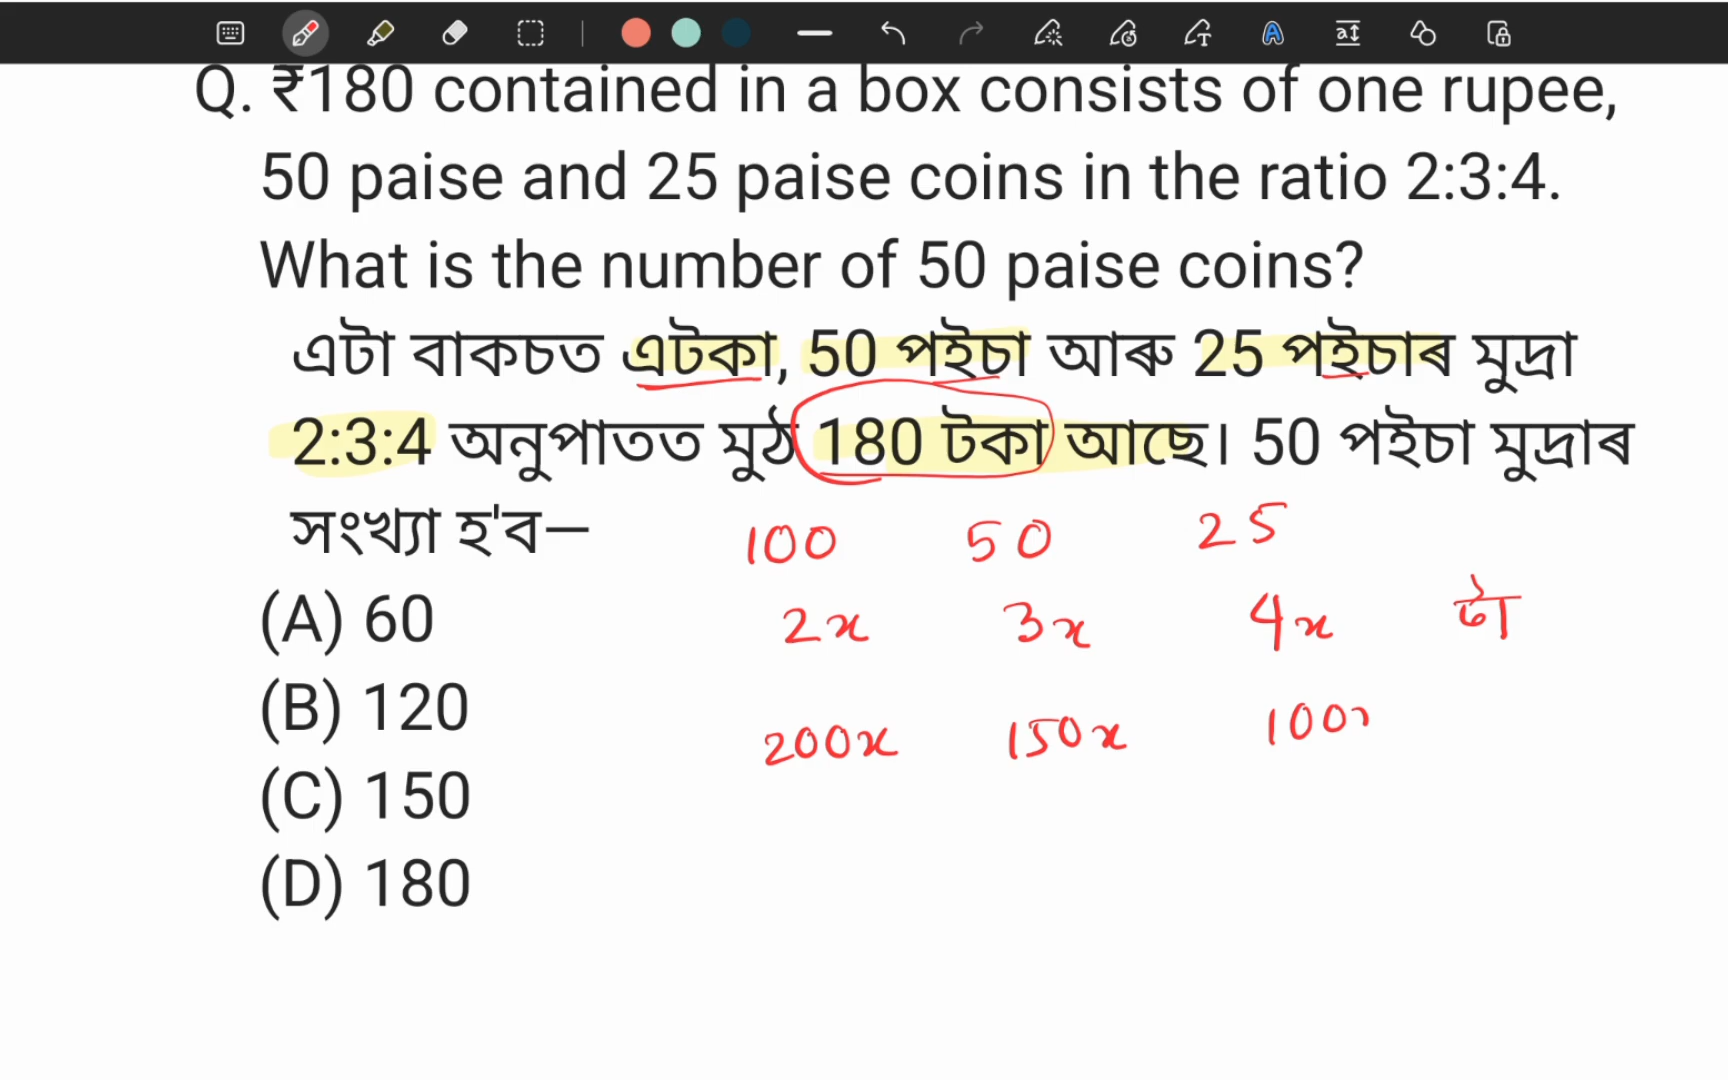 Q. ₹180 contained in a box consists of one rupee,
50 paise and 25 paise coins in the ratio 2:3:4.
What is the number of 50 paise coins?
এটা বাকচত এটকা, 50 পইচা আৰু 25 পইচাৰ মুদ্ৰা
2:3:4 অনুপাতত মুঠ 180 টকা আছে। 50 পইচা মুদ্ৰাৰ
সংখ্যা হ'ব—
100 50 25
(A) 60 2x 3x 4x টা
(B) 120
200x 150x 100
(C) 150
(D) 180